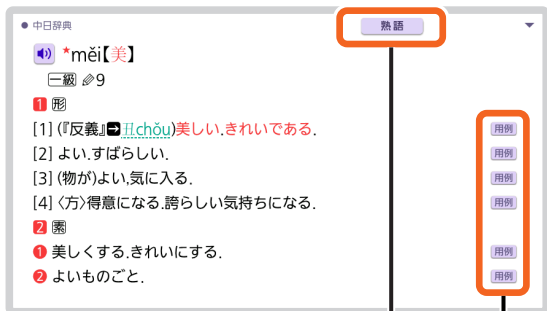 ● 中日辞典 熟語
*měi【美】
一級 9
1 形
[1] (『反義』➡丑chǒu)美しい.きれいである. 用例
[2] よい.すばらしい. 用例
[3] (物が)よい,気に入る. 用例
[4] 〈方〉得意になる.誇らしい気持ちになる. 用例
2 素
❶ 美しくする.きれいにする. 用例
❷ よいものごと. 用例